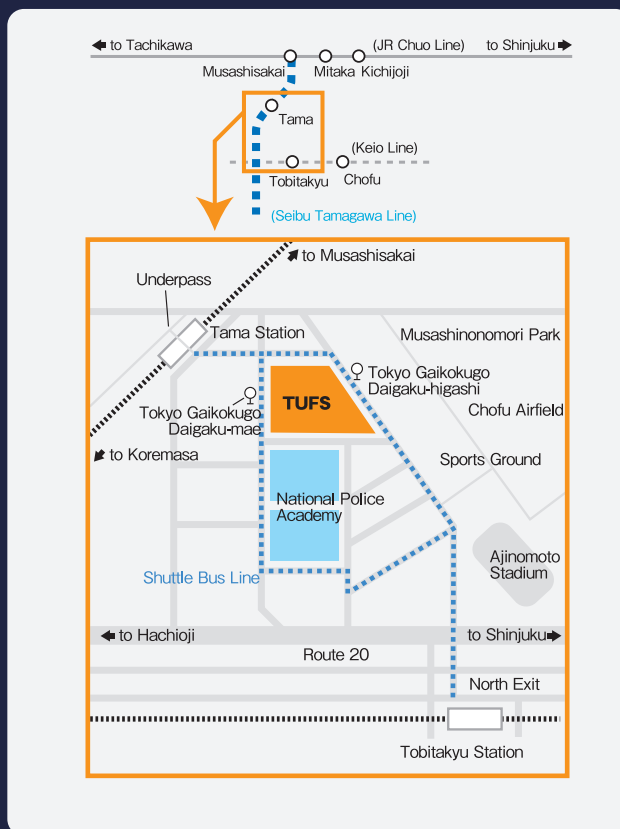 to Tachikawa
(JR Chuo Line)
to Shinjuku
Musashisakai
Mitaka
Kichijoji
Tama
(Keio Line)
Tobitakyu
Chofu
(Seibu Tamagawa Line)
to Musashisakai
Underpass
Tama Station
Musashinonomori Park
Tokyo Gaikokugo
Daigaku-higashi
Tokyo Gaikokugo
Daigaku-mae
TUFS
Chofu Airfield
to Koremasa
Sports Ground
National Police
Academy
Ajinomoto
Stadium
Shuttle Bus Line
to Hachioji
to Shinjuku
Route 20
North Exit
Tobitakyu Station